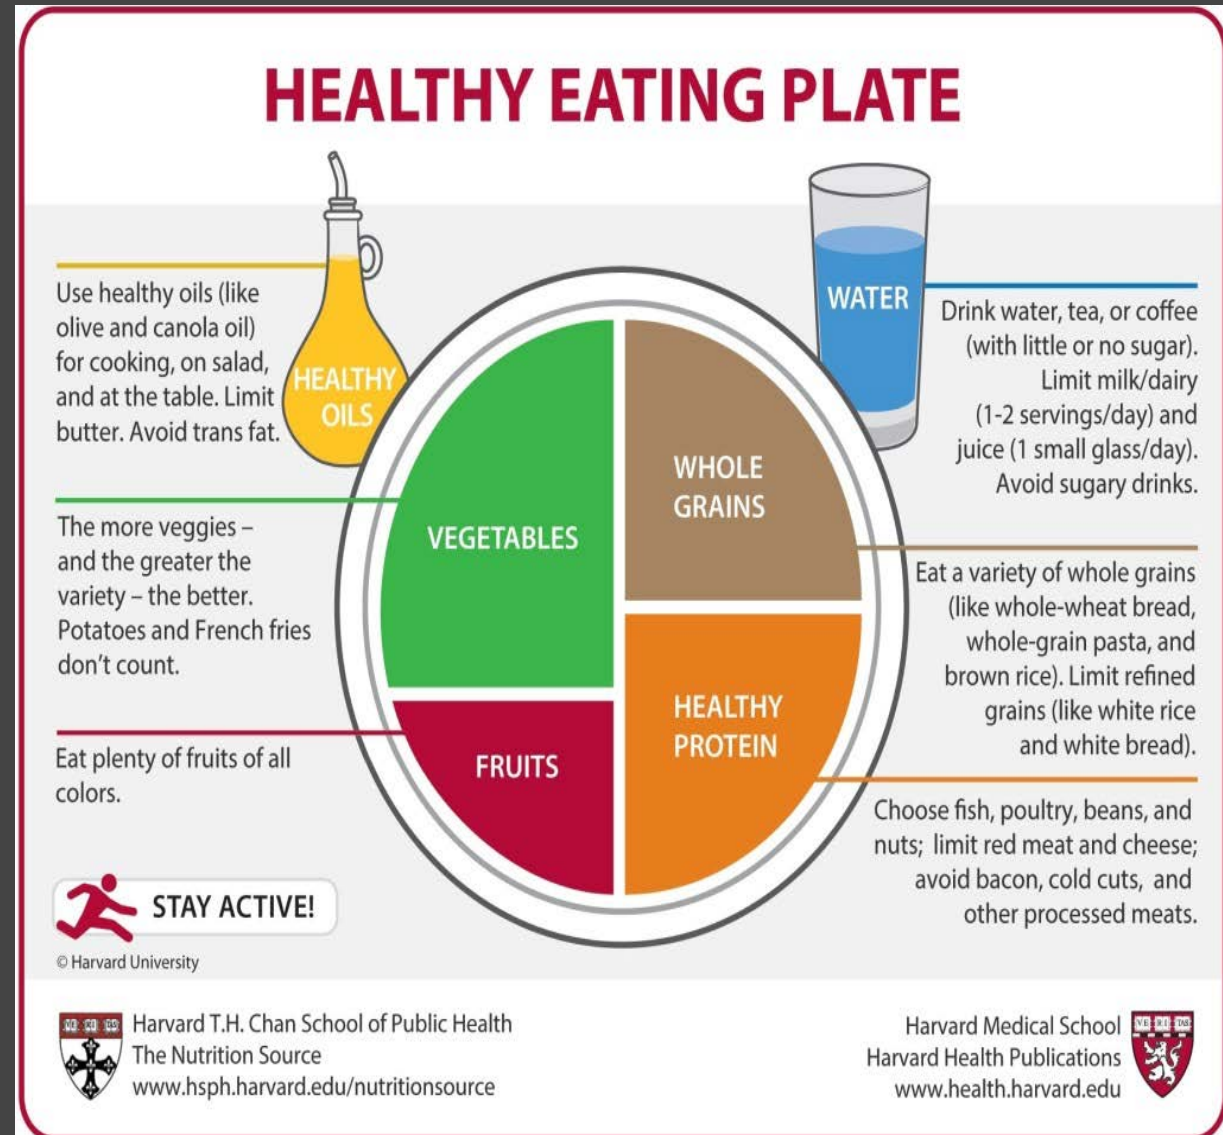 HEALTHY EATING PLATE
Use healthy oils (like
olive and canola oil)
for cooking, on salad,
and at the table. Limit
butter. Avoid trans fat.
HEALTHY
OILS
The more veggies –
and the greater the
variety – the better.
Potatoes and French fries
don’t count.
Eat plenty of fruits of all
colors.
VEGETABLES
FRUITS
WHOLE
GRAINS
HEALTHY
PROTEIN
WATER
Drink water, tea, or coffee
(with little or no sugar).
Limit milk/dairy
(1-2 servings/day) and
juice (1 small glass/day).
Avoid sugary drinks.
Eat a variety of whole grains
(like whole-wheat bread,
whole-grain pasta, and
brown rice). Limit refined
grains (like white rice
and white bread).
Choose fish, poultry, beans, and
nuts; limit red meat and cheese;
avoid bacon, cold cuts, and
other processed meats.
STAY ACTIVE!
© Harvard University
Harvard T.H. Chan School of Public Health
The Nutrition Source
www.hsph.harvard.edu/nutritionsource
Harvard Medical School
Harvard Health Publications
www.health.harvard.edu
VE RI TAS